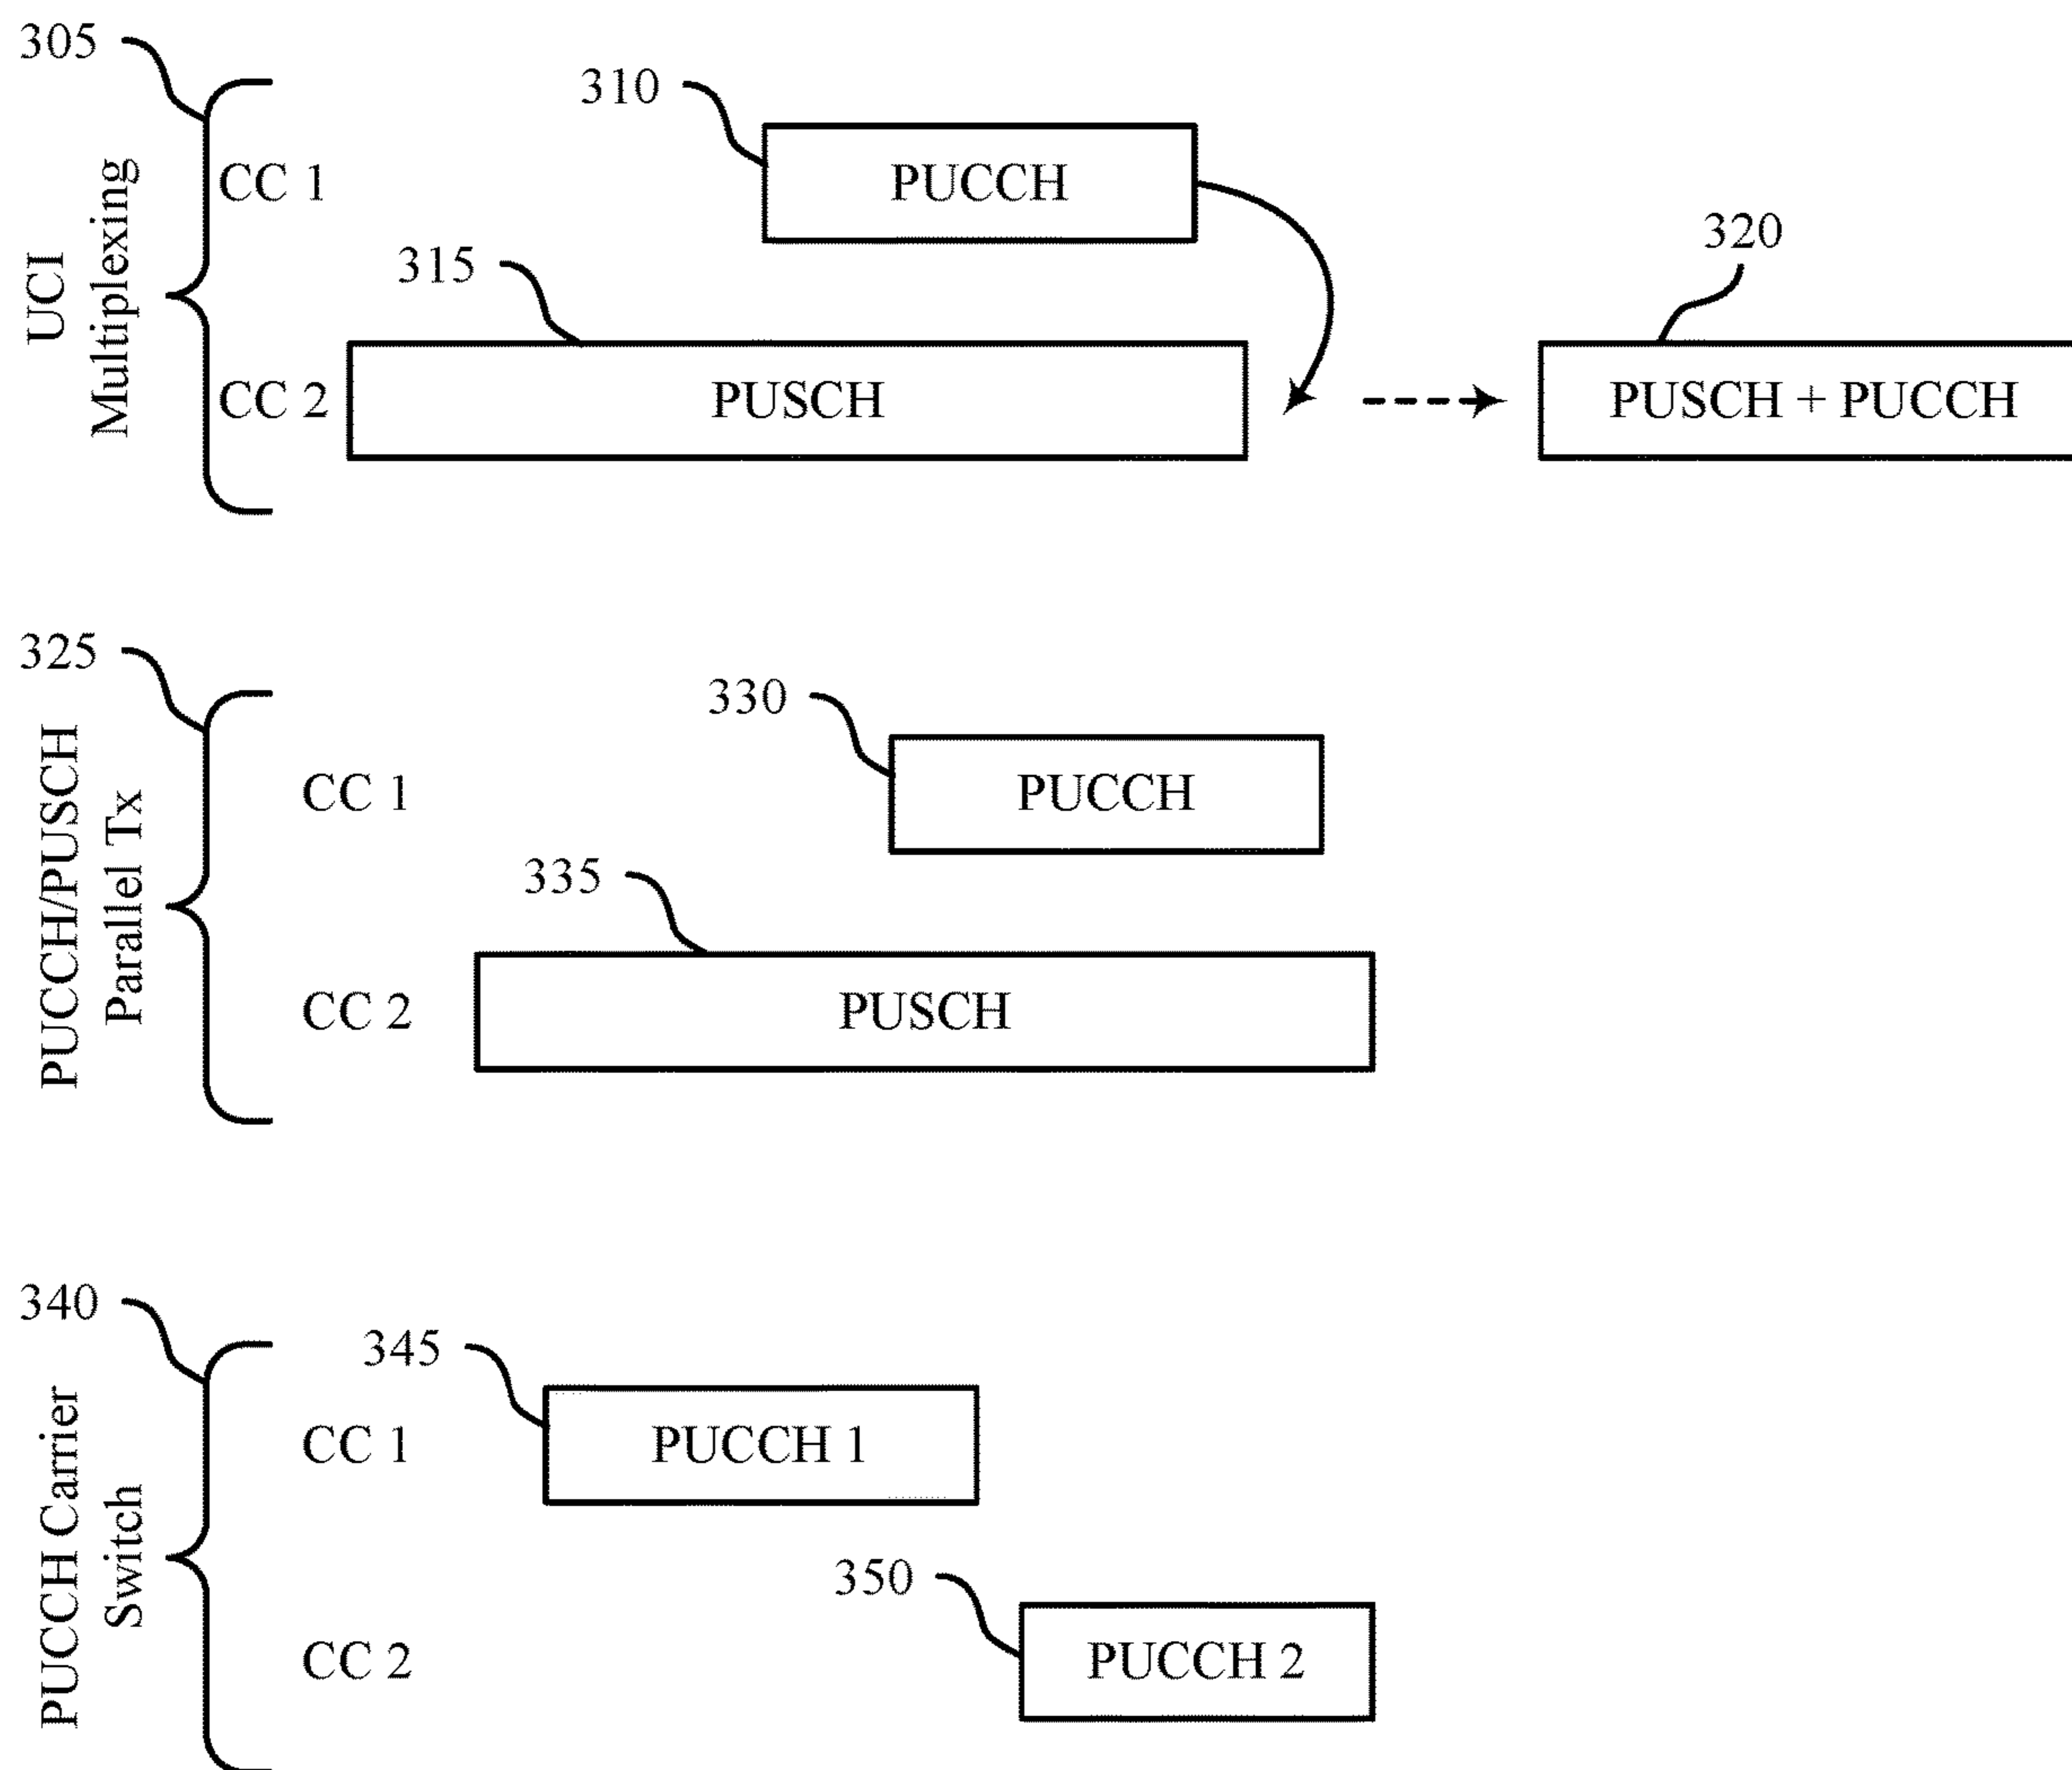 305
310
UCI
Multiplexing
CC 1
PUCCH
315
320
CC 2
PUSCH
PUSCH + PUCCH
325
330
PUCCH/PUSCH
Parallel Tx
CC 1
PUCCH
335
CC 2
PUSCH
340
345
PUCCH Carrier
Switch
CC 1
PUCCH 1
350
CC 2
PUCCH 2